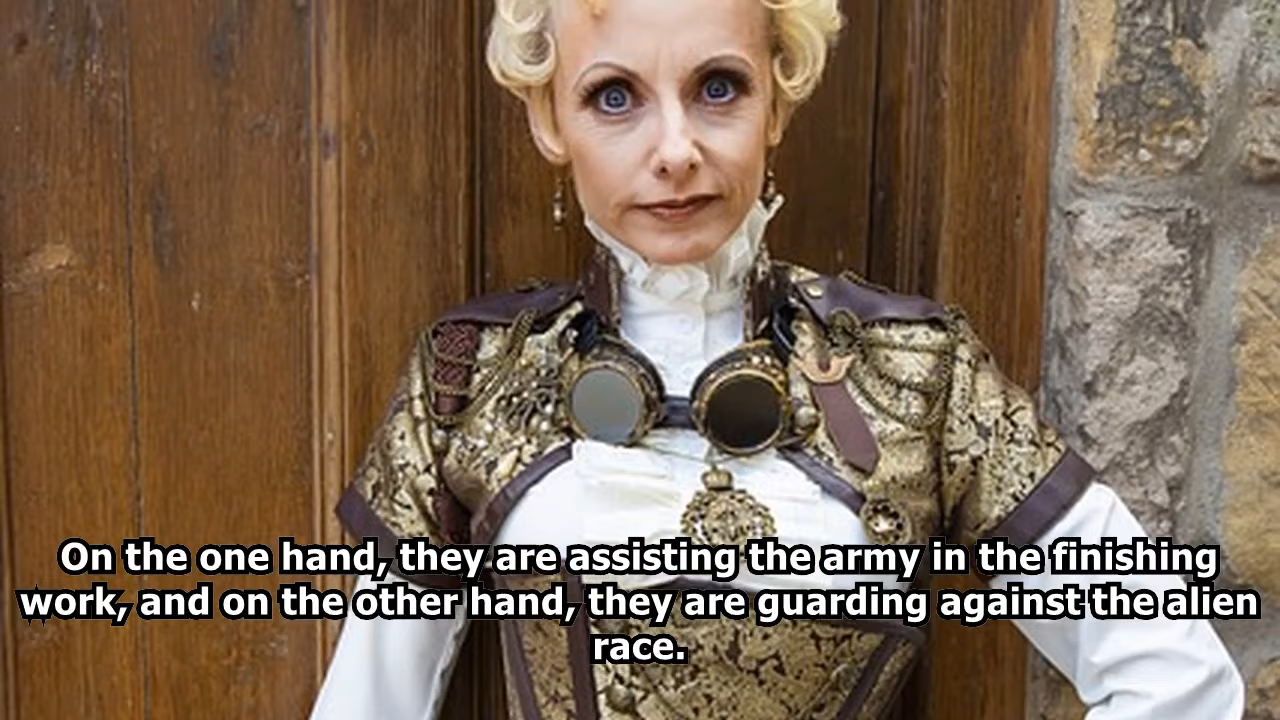 On the one hand, they are assisting the army in the finishing
work, and on the other hand, they are guarding against the alien
race.